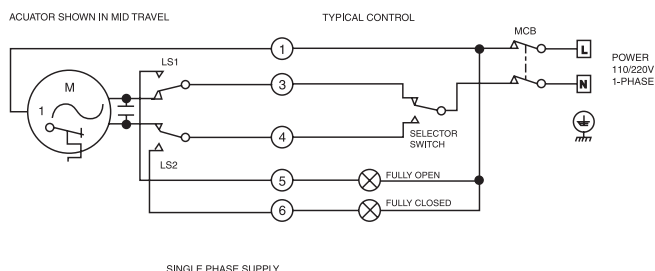 ACUATOR SHOWN IN MID TRAVEL
TYPICAL CONTROL
MCB
LS1
1
L
POWER
110/220V
1-PHASE
M
3
N
1
4
SELECTOR
SWITCH
LS2
5
FULLY OPEN
6
FULLY CLOSED
SINGLE PHASE SUPPLY